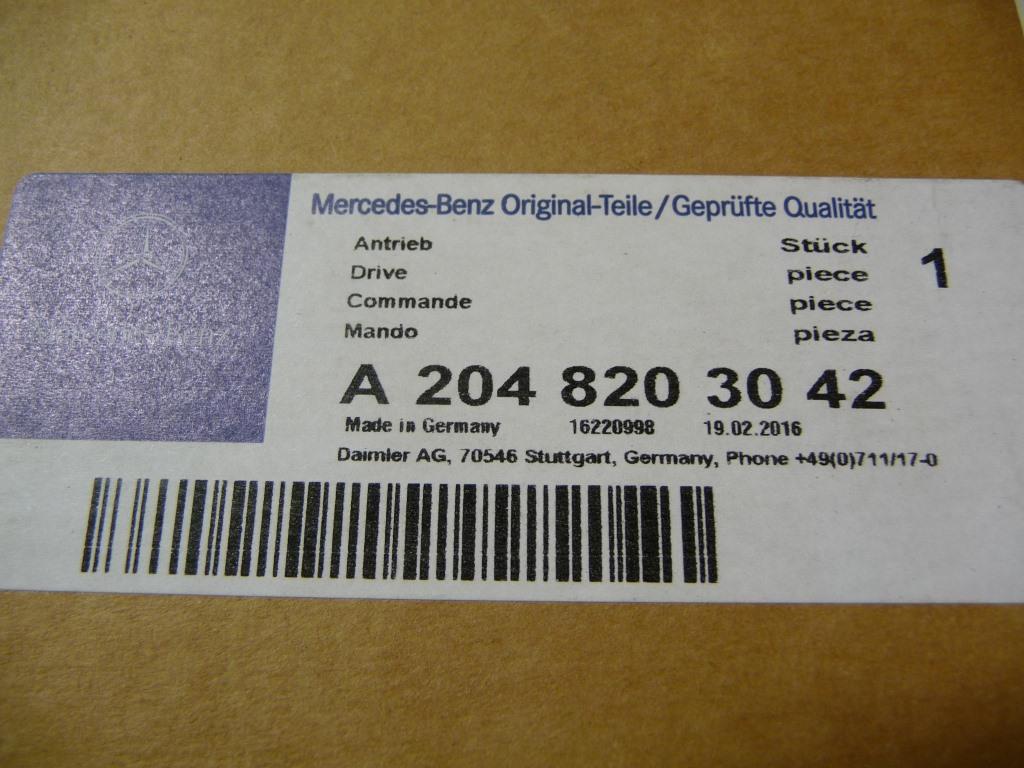 Mercedes-Benz Original-Teile/Geprüfte Qualität
Antrieb Stück 1
Drive piece
Commande piece
Mando pieza
A 204 820 30 42
Made in Germany 16220998 19.02.2016
Daimler AG, 70546 Stuttgart, Germany, Phone +49(0)711/17-0